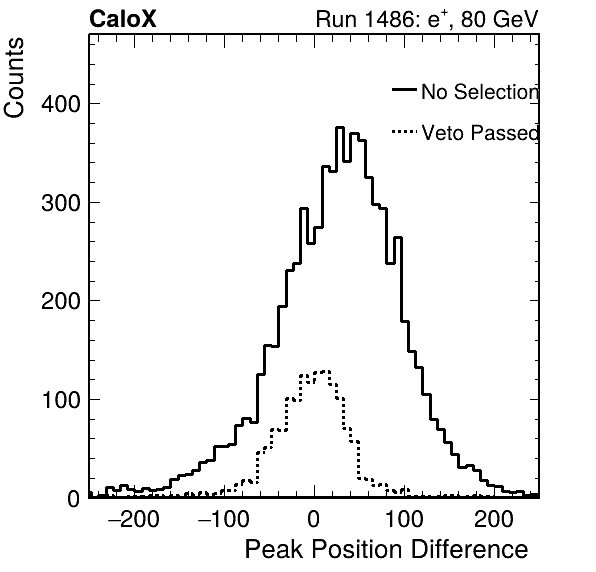 CaloX Run 1486: e⁺, 80 GeV
Counts
No Selection
Veto Passed
400
300
200
100
0
−200 −100 0 100 200
Peak Position Difference